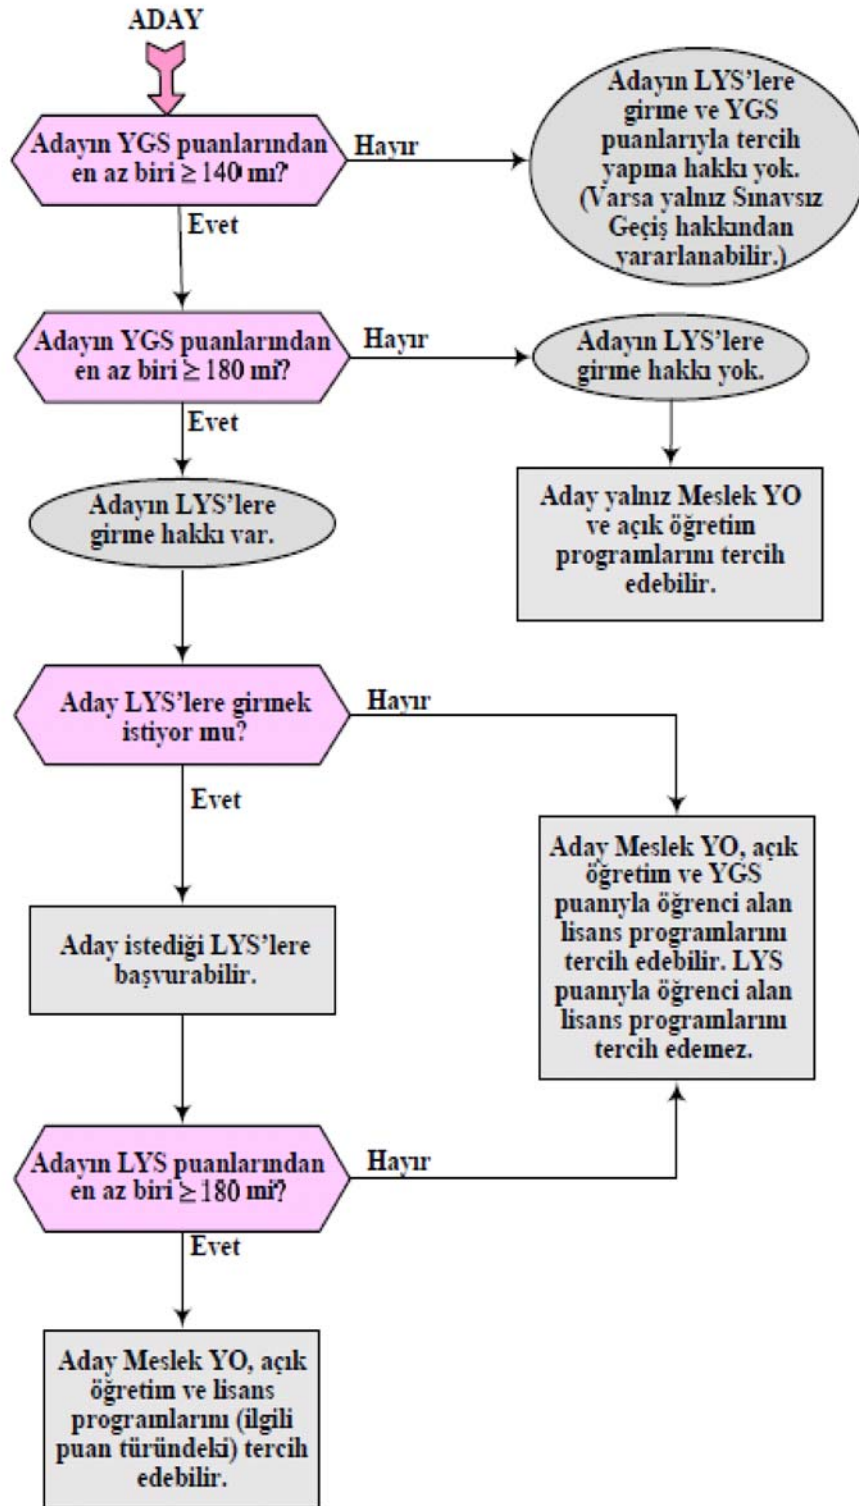 ADAY
Adayın YGS puanlarından
en az biri ≥ 140 mı?
Hayır
Adayın LYS'lere
girme ve YGS
puanlarıyla tercih
yapma hakkı yok.
(Varsa yalnız Sınavsız
Geçiş hakkından
yararlanabilir.)
Evet
Adayın YGS puanlarından
en az biri ≥ 180 mi?
Hayır
Adayın LYS'lere
girme hakkı yok.
Evet
Aday yalnız Meslek YO
ve açık öğretim
programlarını tercih
edebilir.
Adayın LYS'lere
girme hakkı var.
Aday LYS'lere girmek
istiyor mu?
Hayır
Evet
Aday Meslek YO, açık
öğretim ve YGS
puanıyla öğrenci alan
lisans programlarını
tercih edebilir. LYS
puanıyla öğrenci alan
lisans programlarını
tercih edemez.
Aday istediği LYS'lere
başvurabilir.
Adayın LYS puanlarından
en az biri ≥ 180 mi?
Hayır
Evet
Aday Meslek YO, açık
öğretim ve lisans
programlarını (ilgili
puan türündeki) tercih
edebilir.